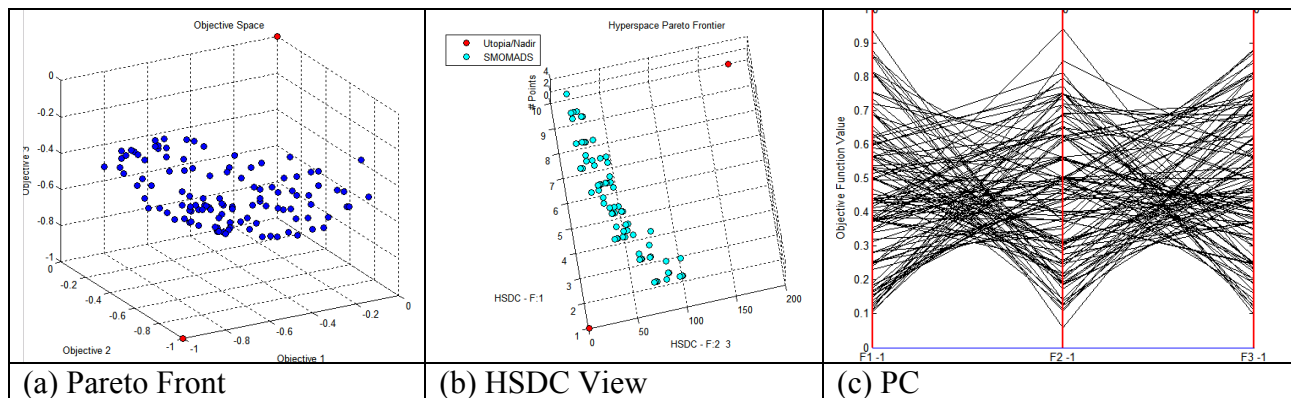 Objective Space
0
-0.2
-0.4
-0.6
-0.8
-1
Objective 3
0
-0.2
-0.4
-0.6
-0.8
-1
Objective 2
-1
-0.8
-0.6
-0.4
-0.2
0
Objective 1
Hyperspace Pareto Frontier
Utopia/Nadir
SMOMADS
# Points
4
2
0
10
9
8
7
6
5
4
3
2
1
HSDC - F:1
0
50
100
150
200
HSDC - F:2 3
0.9
0.8
0.7
0.6
0.5
0.4
0.3
0.2
0.1
0
Objective Function Value
F1 -1
F2 -1
F3 -1
(a) Pareto Front
(b) HSDC View
(c) PC